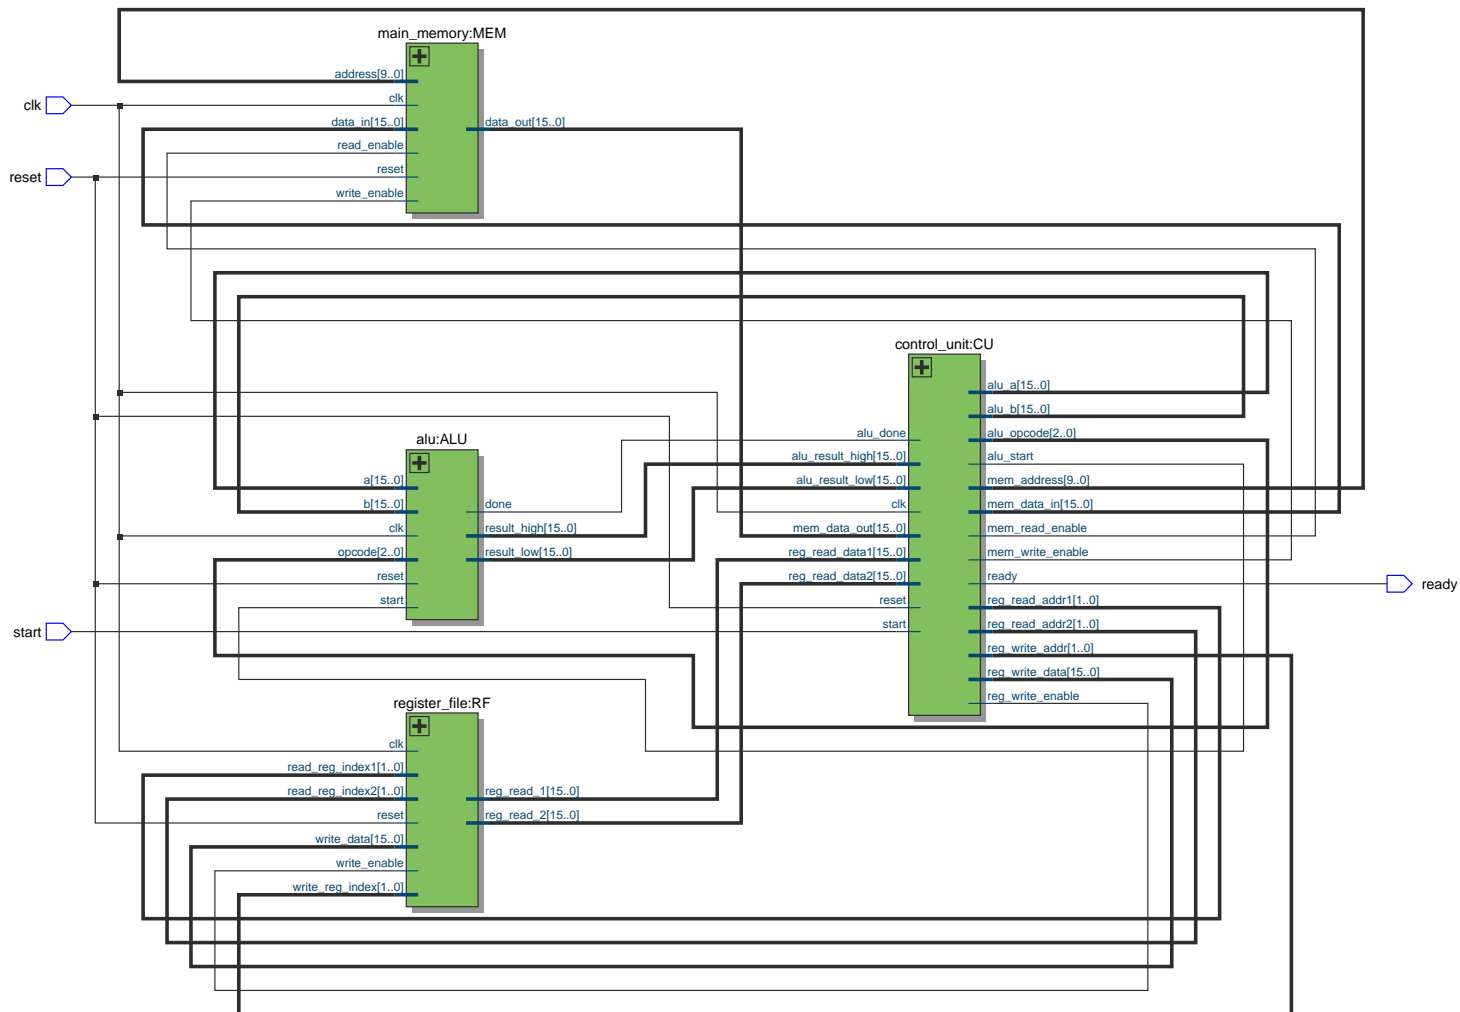 main_memory:MEM
address[9..0]
clk
clk
data_in[15..0]
data_out[15..0]
read_enable
reset
reset
write_enable
control_unit:CU
alu_a[15..0]
alu_b[15..0]
alu_done
alu_opcode[2..0]
alu_result_high[15..0]
alu_start
alu_result_low[15..0]
mem_address[9..0]
clk
mem_data_in[15..0]
mem_data_out[15..0]
mem_read_enable
reg_read_data1[15..0]
mem_write_enable
reg_read_data2[15..0]
ready
ready
reset
reg_read_addr1[1..0]
start
reg_read_addr2[1..0]
reg_write_addr[1..0]
reg_write_data[15..0]
reg_write_enable
alu:ALU
a[15..0]
b[15..0]
done
clk
result_high[15..0]
opcode[2..0]
result_low[15..0]
reset
start
start
register_file:RF
clk
read_reg_index1[1..0]
read_reg_index2[1..0]
reg_read_1[15..0]
reset
reg_read_2[15..0]
write_data[15..0]
write_enable
write_reg_index[1..0]